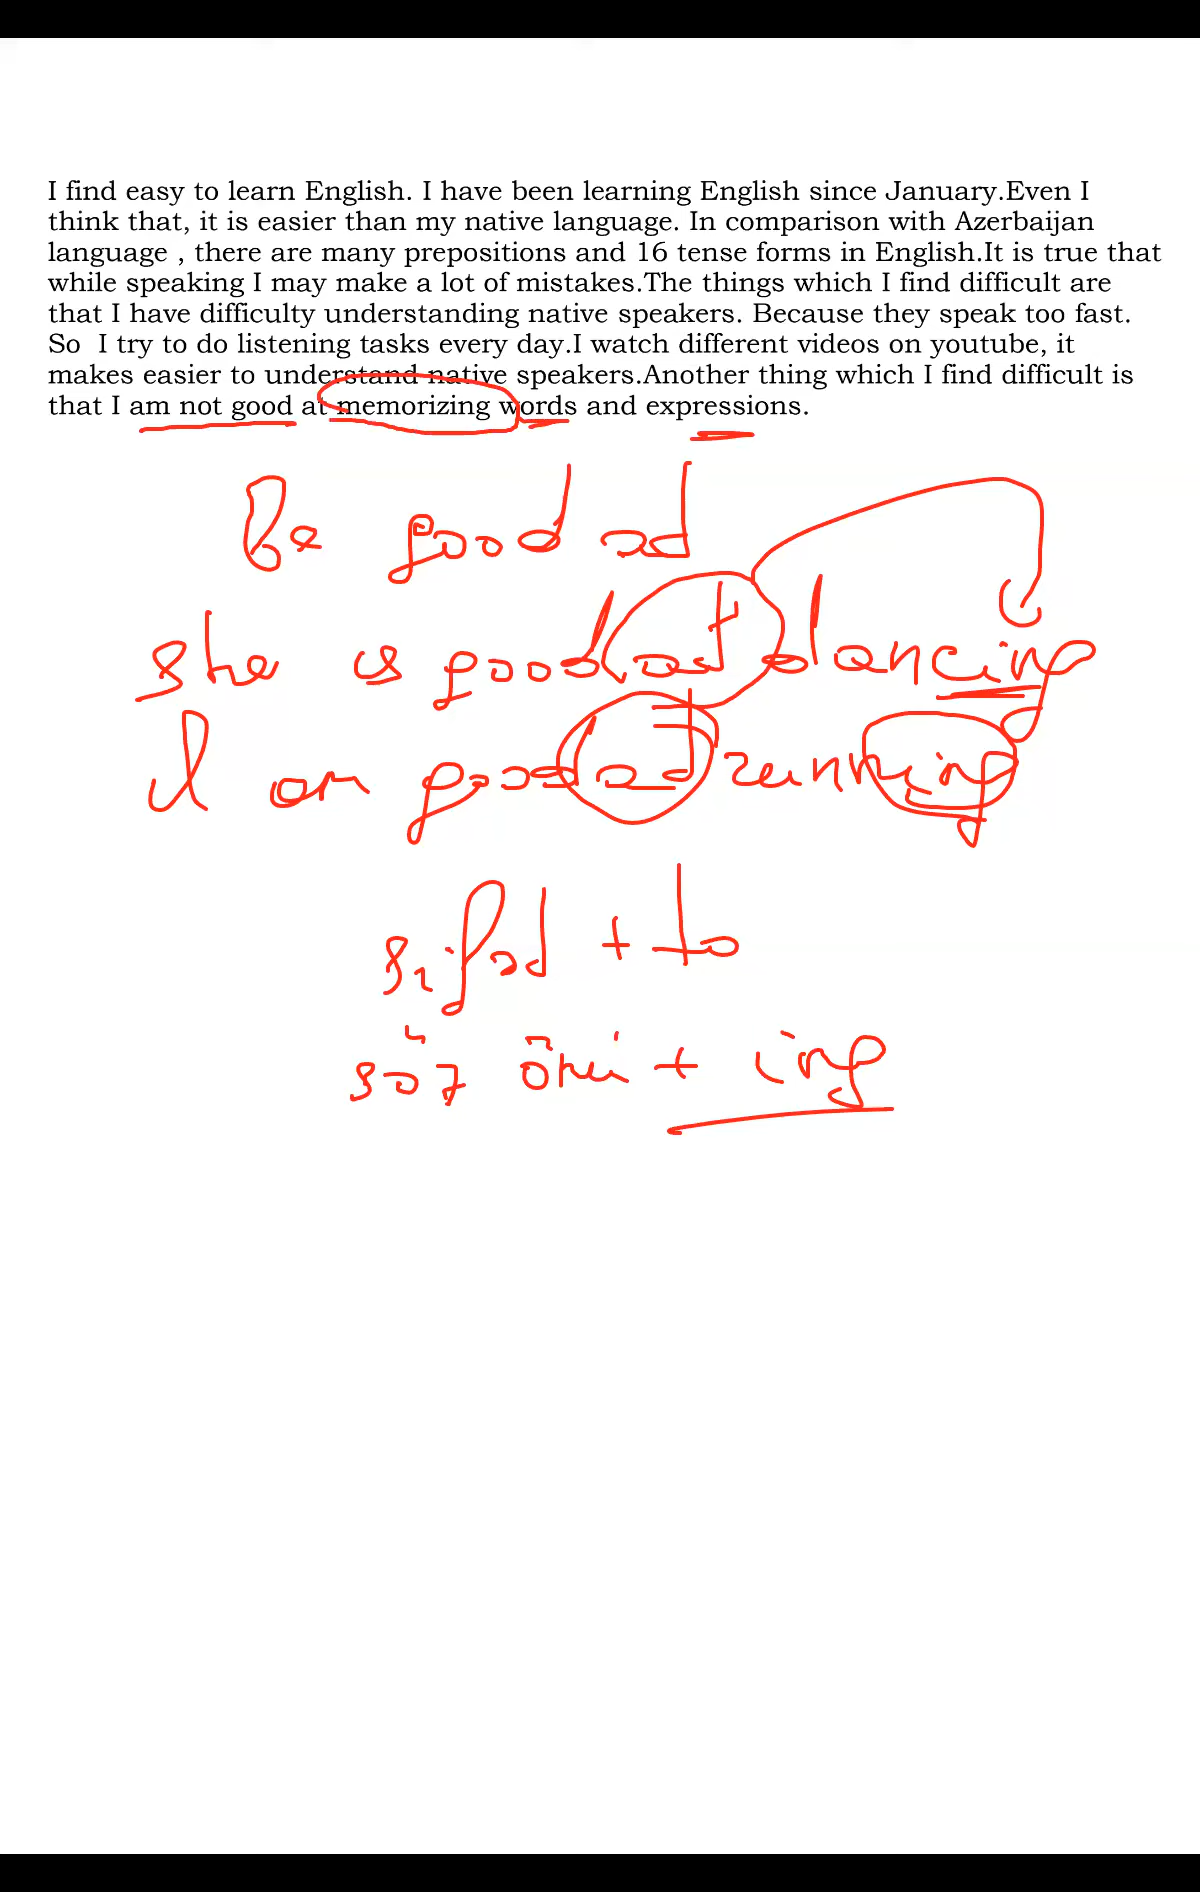 I find easy to learn English. I have been learning English since January.Even I
think that, it is easier than my native language. In comparison with Azerbaijan
language , there are many prepositions and 16 tense forms in English.It is true that
while speaking I may make a lot of mistakes.The things which I find difficult are
that I have difficulty understanding native speakers. Because they speak too fast.
So  I try to do listening tasks every day.I watch different videos on youtube, it
makes easier to understand native speakers.Another thing which I find difficult is
that I am not good at memorizing words and expressions.
Be good at
she is good at dancing
I am good at running
sifət + to
söz önü + ing